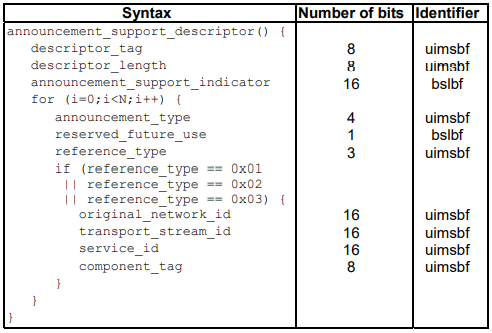 Syntax Number of bits Identifier
announcement_support_descriptor() {
descriptor_tag 8 uimsbf
descriptor_length 8 uimsbf
announcement_support_indicator 16 bslbf
for (i=0;i<N;i++) {
announcement_type 4 uimsbf
reserved_future_use 1 bslbf
reference_type 3 uimsbf
if (reference_type == 0x01
|| reference_type == 0x02
|| reference_type == 0x03) {
original_network_id 16 uimsbf
transport_stream_id 16 uimsbf
service_id 16 uimsbf
component_tag 8 uimsbf
}
}
}